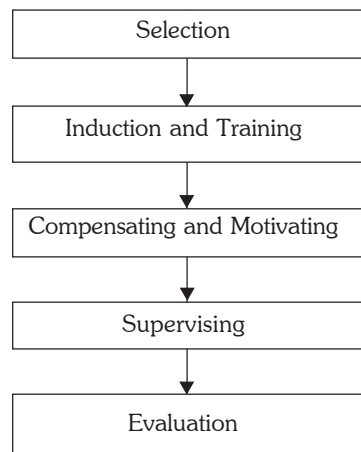 Selection
Induction and Training
Compensating and Motivating
Supervising
Evaluation